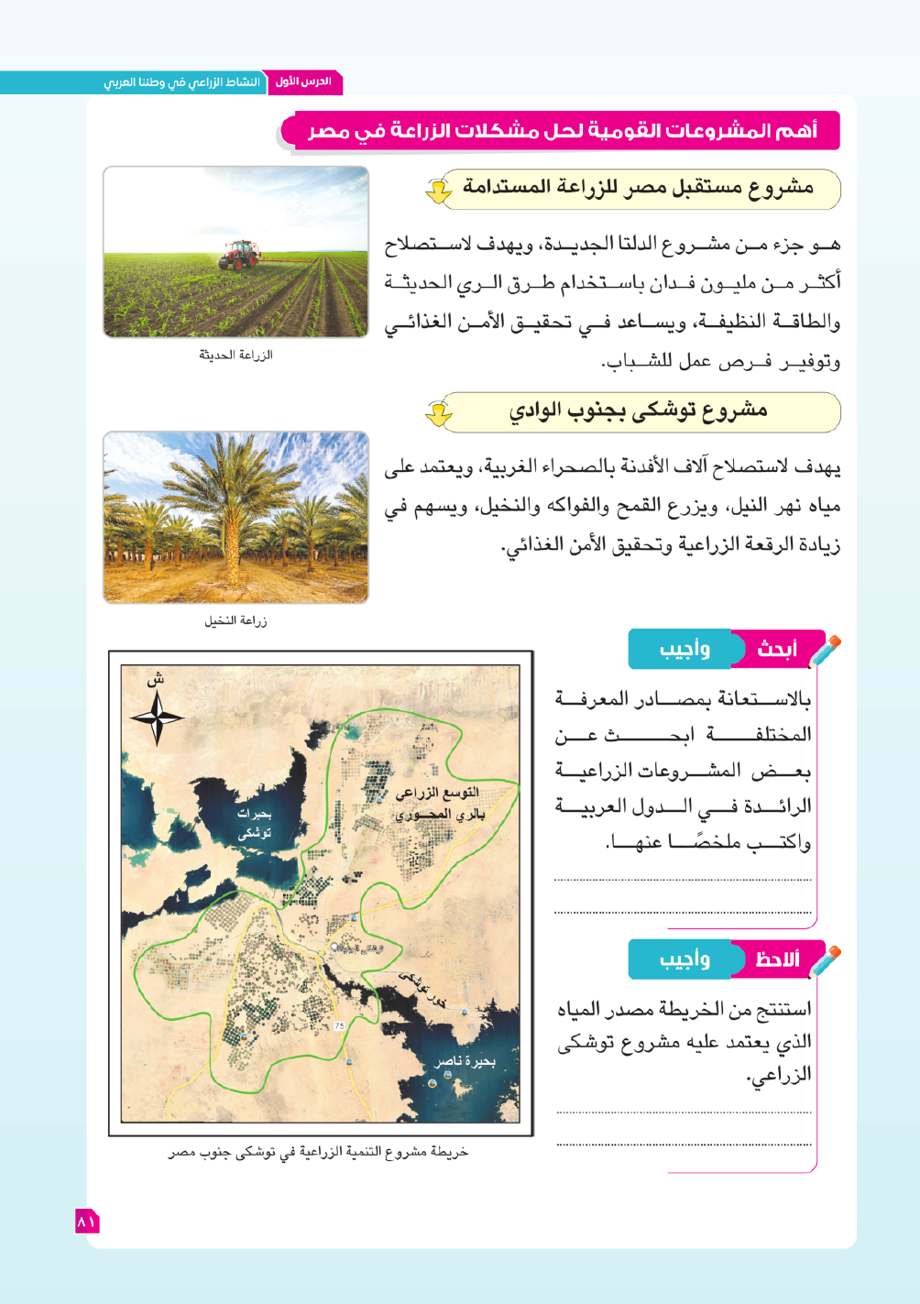 الدرس الأول النشاط الزراعي في وطننا العربي
أهم المشروعات القومية لحل مشكلات الزراعة في مصر
مشروع مستقبل مصر للزراعة المستدامة
هو جزء من مشروع الدلتا الجديدة، ويهدف لاستصلاح
أكثر من مليون فدان باستخدام طرق الري الحديثة
والطاقة النظيفة، ويساعد في تحقيق الأمن الغذائي
وتوفير فرص عمل للشباب.
الزراعة الحديثة
مشروع توشكى بجنوب الوادي
يهدف لاستصلاح آلاف الأفدنة بالصحراء الغربية، ويعتمد على
مياه نهر النيل، ويزرع القمح والفواكه والنخيل، ويسهم في
زيادة الرقعة الزراعية وتحقيق الأمن الغذائي.
زراعة النخيل
أبحث وأجيب
بالاستعانة بمصادر المعرفة
المختلفة ابحث عن
بعض المشروعات الزراعية
الرائدة في الدول العربية
واكتب ملخصًا عنها.
ألاحظ وأجيب
استنتج من الخريطة مصدر المياه
الذي يعتمد عليه مشروع توشكى
الزراعي.
ش
التوسع الزراعي
بالري المحوري
بحيرات
توشكى
خور توشكى
75
بحيرة ناصر
خريطة مشروع التنمية الزراعية في توشكى جنوب مصر
٨١